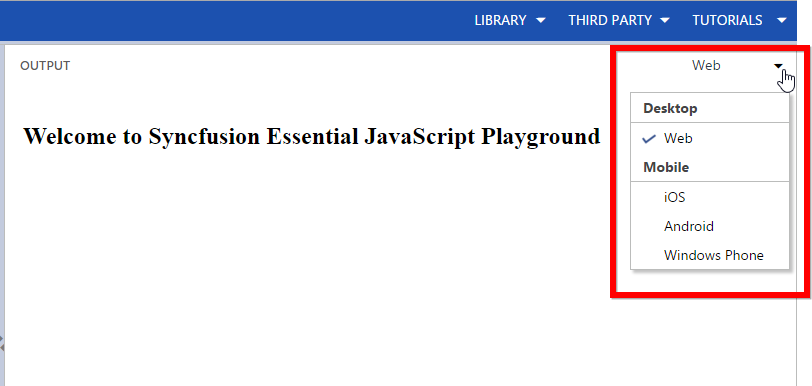 LIBRARY THIRD PARTY TUTORIALS
OUTPUT Web
Desktop
Welcome to Syncfusion Essential JavaScript Playground
Web
Mobile
iOS
Android
Windows Phone